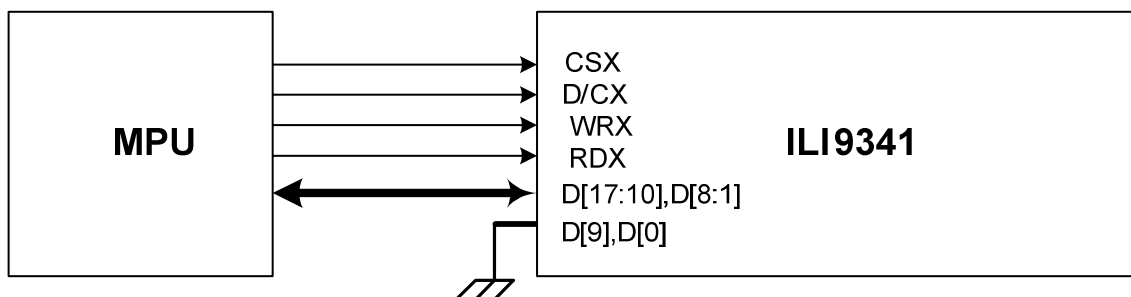 MPU
CSX
D/CX
WRX
RDX
D[17:10],D[8:1]
D[9],D[0]
ILI9341